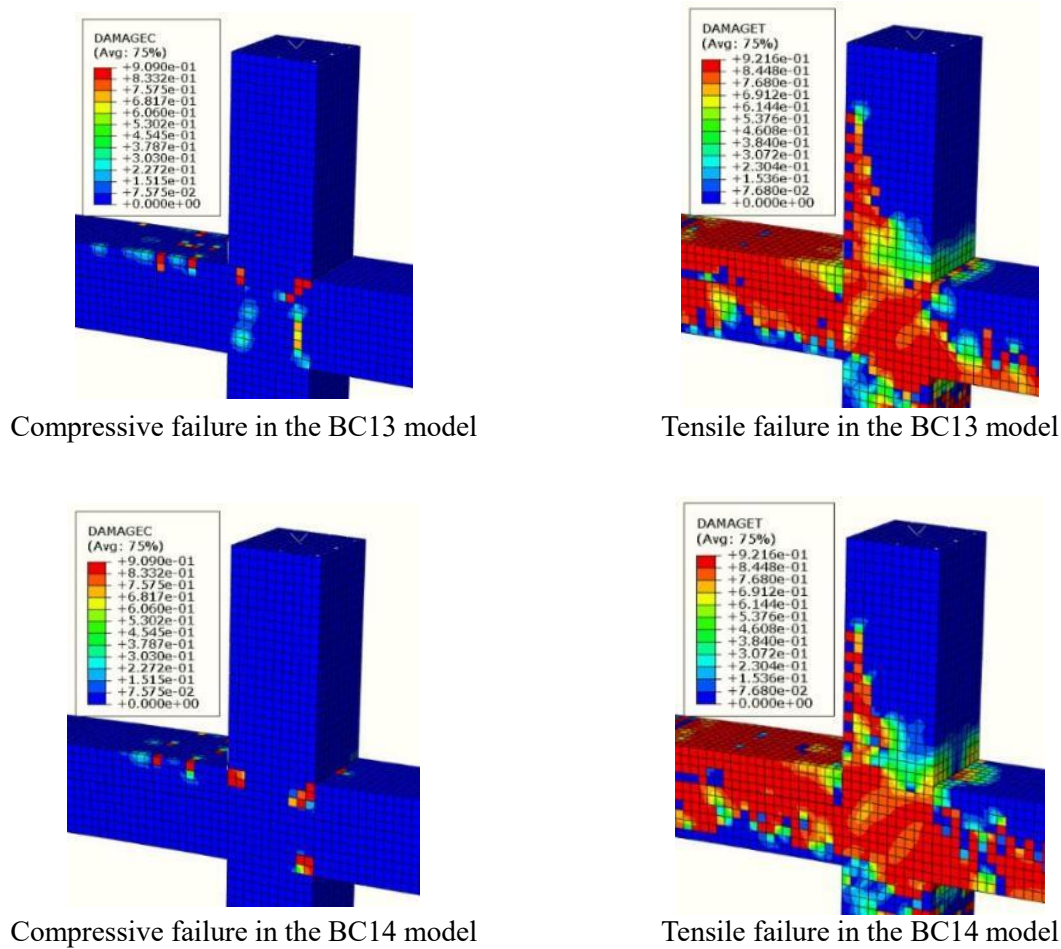 DAMAGEC
(Avg: 75%)
+9.090e-01
+8.332e-01
+7.575e-01
+6.817e-01
+6.060e-01
+5.302e-01
+4.545e-01
+3.787e-01
+3.030e-01
+2.272e-01
+1.515e-01
+7.575e-02
+0.000e+00
DAMAGET
(Avg: 75%)
+9.216e-01
+8.448e-01
+7.680e-01
+6.912e-01
+6.144e-01
+5.376e-01
+4.608e-01
+3.840e-01
+3.072e-01
+2.304e-01
+1.536e-01
+7.680e-02
+0.000e+00
Compressive failure in the BC13 model
Tensile failure in the BC13 model
DAMAGEC
(Avg: 75%)
+9.090e-01
+8.332e-01
+7.575e-01
+6.817e-01
+6.060e-01
+5.302e-01
+4.545e-01
+3.787e-01
+3.030e-01
+2.272e-01
+1.515e-01
+7.575e-02
+0.000e+00
DAMAGET
(Avg: 75%)
+9.216e-01
+8.448e-01
+7.680e-01
+6.912e-01
+6.144e-01
+5.376e-01
+4.608e-01
+3.840e-01
+3.072e-01
+2.304e-01
+1.536e-01
+7.680e-02
+0.000e+00
Compressive failure in the BC14 model
Tensile failure in the BC14 model